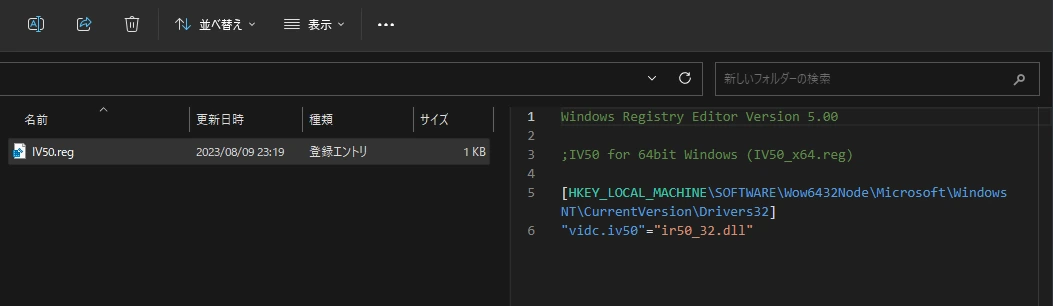 並べ替え
表示
新しいフォルダーの検索
名前
更新日時
種類
サイズ
IV50.reg
2023/08/09 23:19
登録エントリ
1 KB
1 Windows Registry Editor Version 5.00
2
3 ;IV50 for 64bit Windows (IV50_x64.reg)
4
5 [HKEY_LOCAL_MACHINE\SOFTWARE\Wow6432Node\Microsoft\Windows
NT\CurrentVersion\Drivers32]
6 "vidc.iv50"="ir50_32.dll"